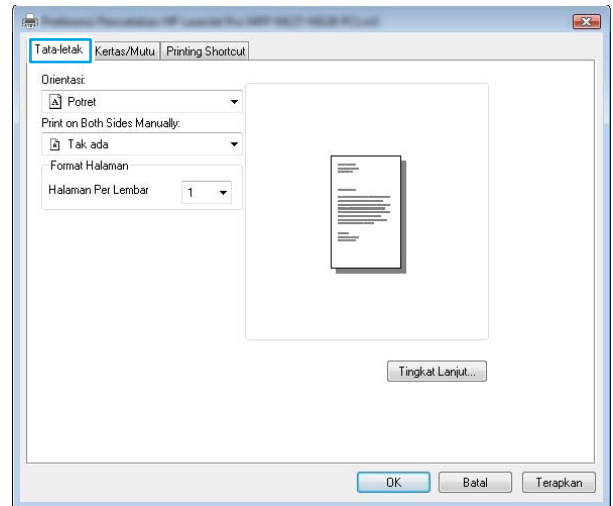 Tata-letak Kertas/Mutu Printing Shortcut
Orientasi:
Potret
Print on Both Sides Manually:
Tak ada
Format Halaman
Halaman Per Lembar 1
Tingkat Lanjut...
OK Batal Terapkan